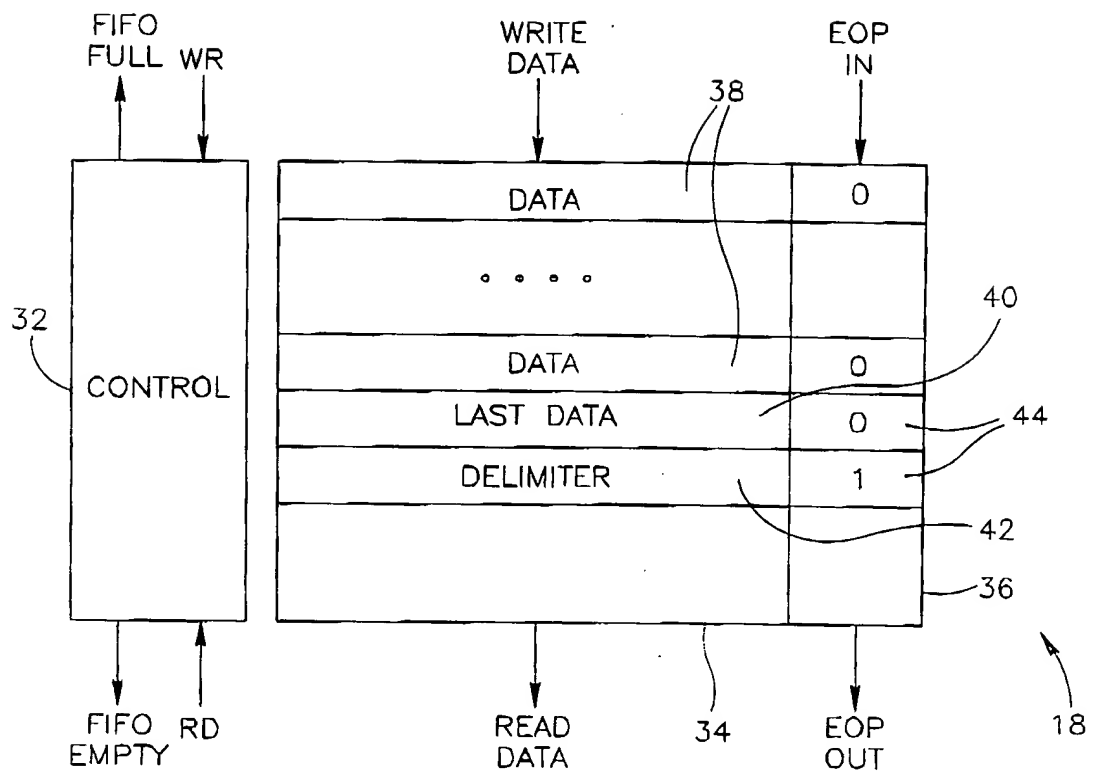 FIFO
FULL
WR
WRITE
DATA
EOP
IN
38
DATA
0
32
CONTROL
40
DATA
0
LAST DATA
0
44
DELIMITER
1
42
36
FIFO
EMPTY
RD
READ
DATA
34
EOP
OUT
18